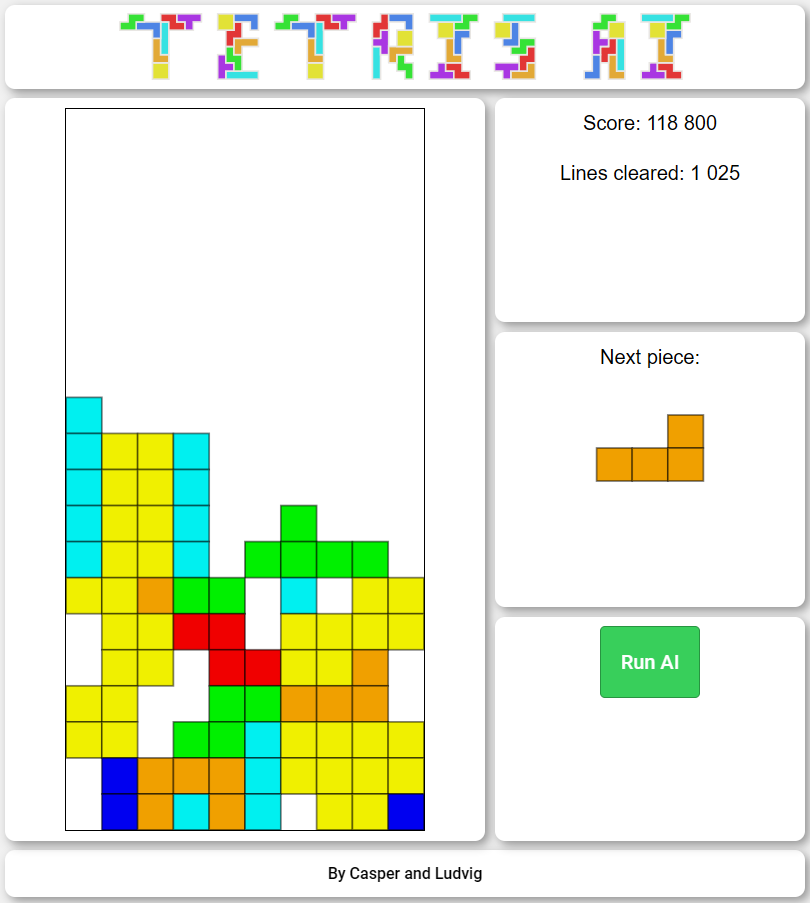 TETRIS AI
Score: 118 800
Lines cleared: 1 025
Next piece:
Run AI
By Casper and Ludvig